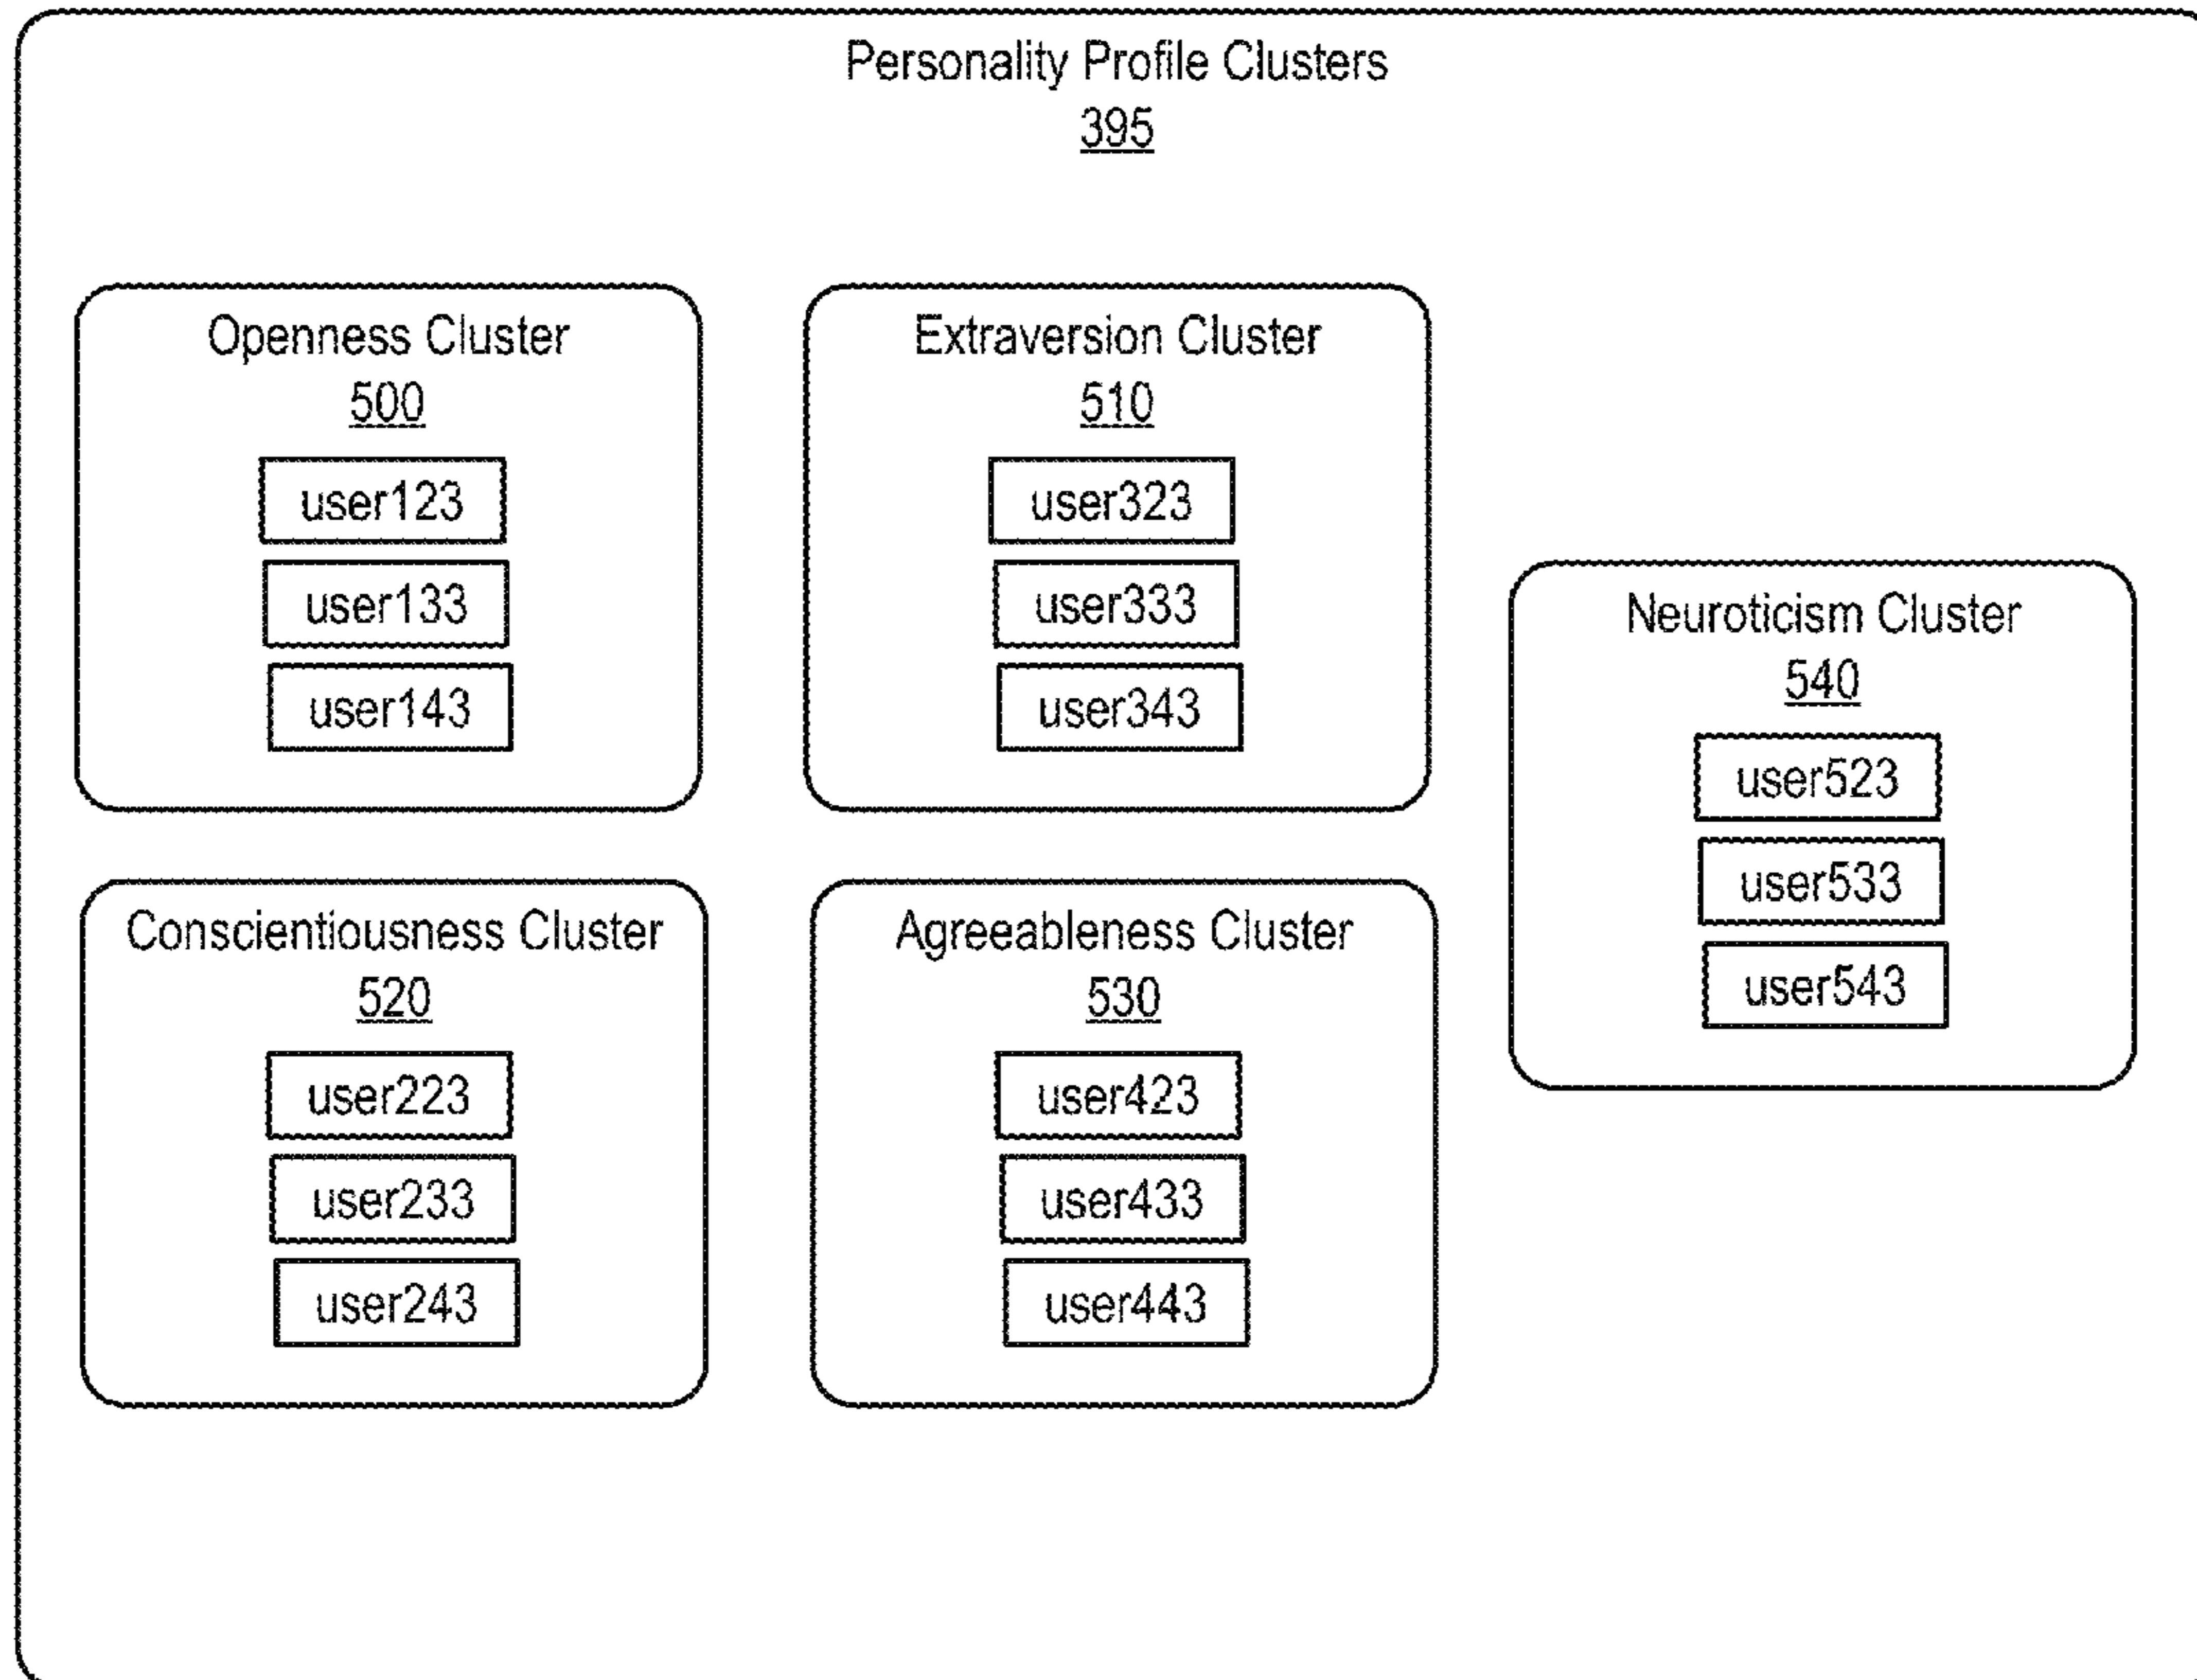 Personality Profile Clusters
395
Openness Cluster
500
user123
user133
user143
Extraversion Cluster
510
user323
user333
user343
Neuroticism Cluster
540
user523
user533
user543
Conscientiousness Cluster
520
user223
user233
user243
Agreeableness Cluster
530
user423
user433
user443